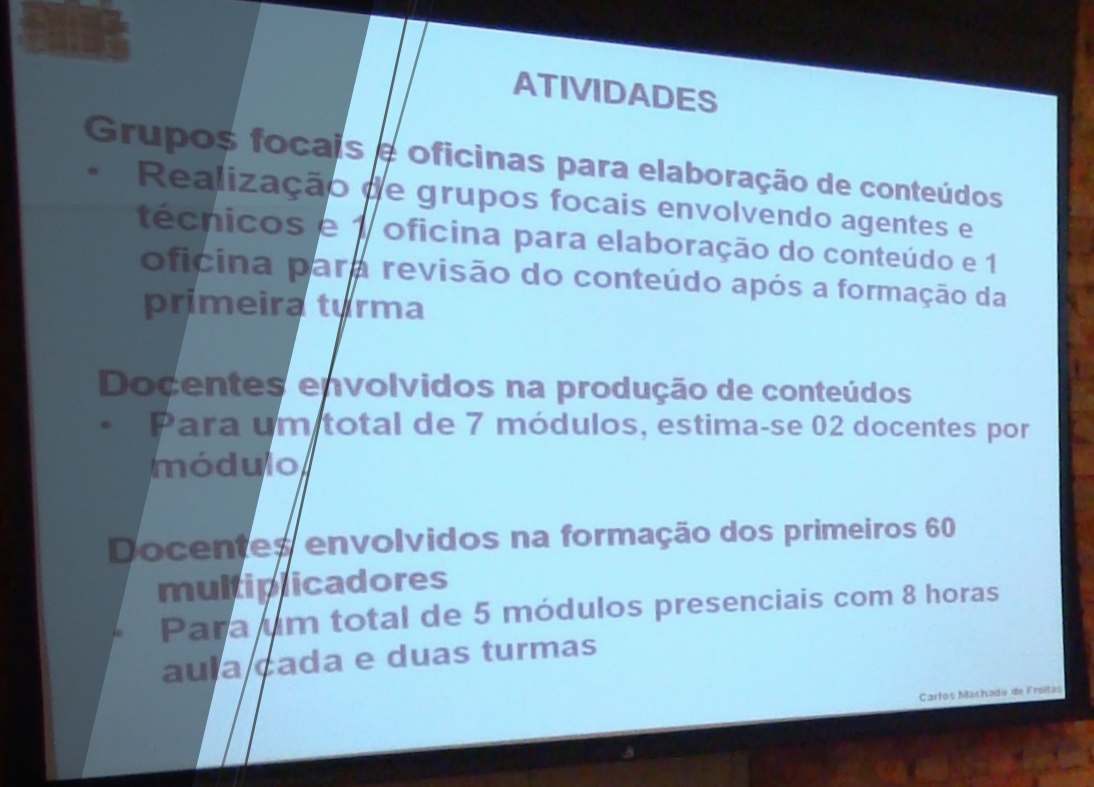 ATIVIDADES
Grupos focais e oficinas para elaboração de conteúdos
• Realização de grupos focais envolvendo agentes e
técnicos e 1 oficina para elaboração do conteúdo e 1
oficina para revisão do conteúdo após a formação da
primeira turma
Docentes envolvidos na produção de conteúdos
• Para um total de 7 módulos, estima-se 02 docentes por
módulo.
Docentes envolvidos na formação dos primeiros 60
multiplicadores
• Para um total de 5 módulos presenciais com 8 horas
aula cada e duas turmas
Carlos Machado de Freitas